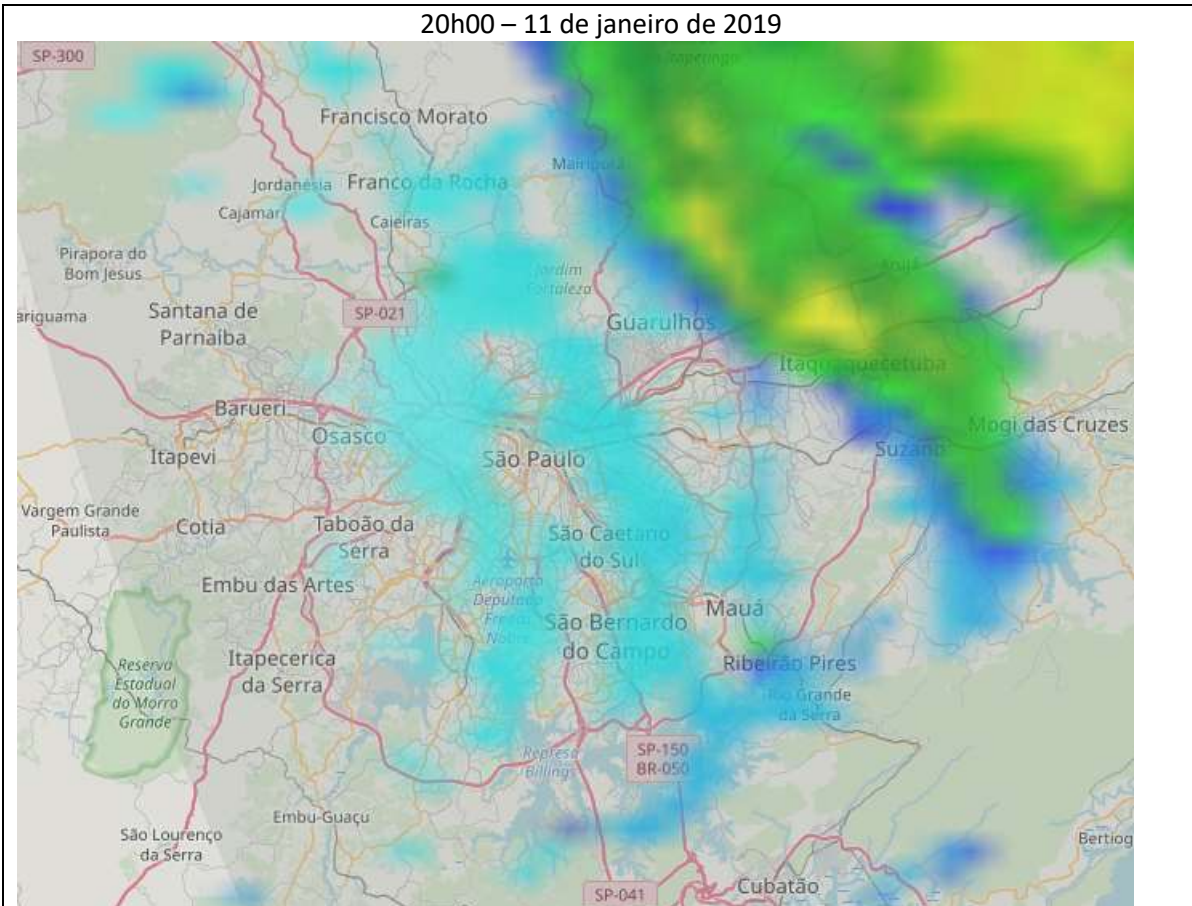 20h00 – 11 de janeiro de 2019
SP-300
Itapetinga
Francisco Morato
Mairiporã
Jordanésia
Franco da Rocha
Cajamar
Caieiras
Pirapora do
Bom Jesus
Jardim
Fortaleza
Arujá
Santana de
Parnaíba
SP-021
ariguama
Guarulhos
Itaquaquecetuba
Barueri
Osasco
Mogi das Cruzes
Suzano
Itapevi
São Paulo
Vargem Grande
Paulista
Cotia
Taboão da
Serra
São Caetano
do Sul
Embu das Artes
Aeroporto
Deputado
Freitas
Nobre
Mauá
São Bernardo
do Campo
Reserva
Estadual
do Morro
Grande
Itapecerica
da Serra
Ribeirão Pires
Rio Grande
da Serra
Represa
Billings
SP-150
BR-050
Embu-Guaçu
São Lourenço
da Serra
Bertiog
SP-041
Cubatão